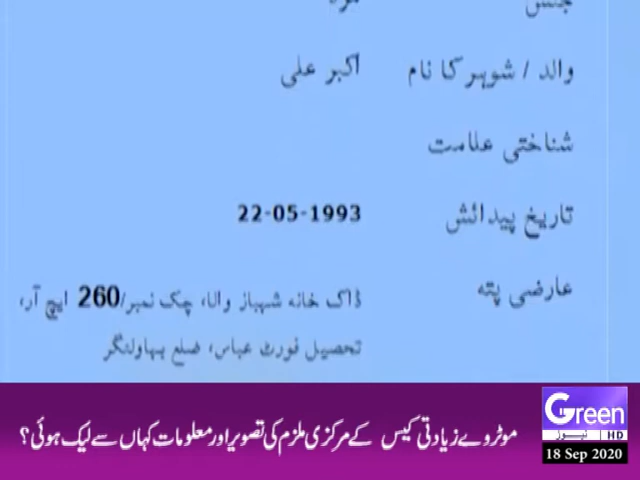 جنس مرد
والد / شوہر کا نام اکبر علی
شناختی علامت
تاریخ پیدائش 22-05-1993
عارضی پتہ ڈاک خانہ شہباز والا، چک نمبر/260 ایچ آر،
تحصیل فورٹ عباس، ضلع بہاولنگر
موٹروے زیادتی کیس کے مرکزی ملزم کی تصویر اور معلومات کہاں سے لیک ہوئی؟
Green
نیوز HD
18 Sep 2020